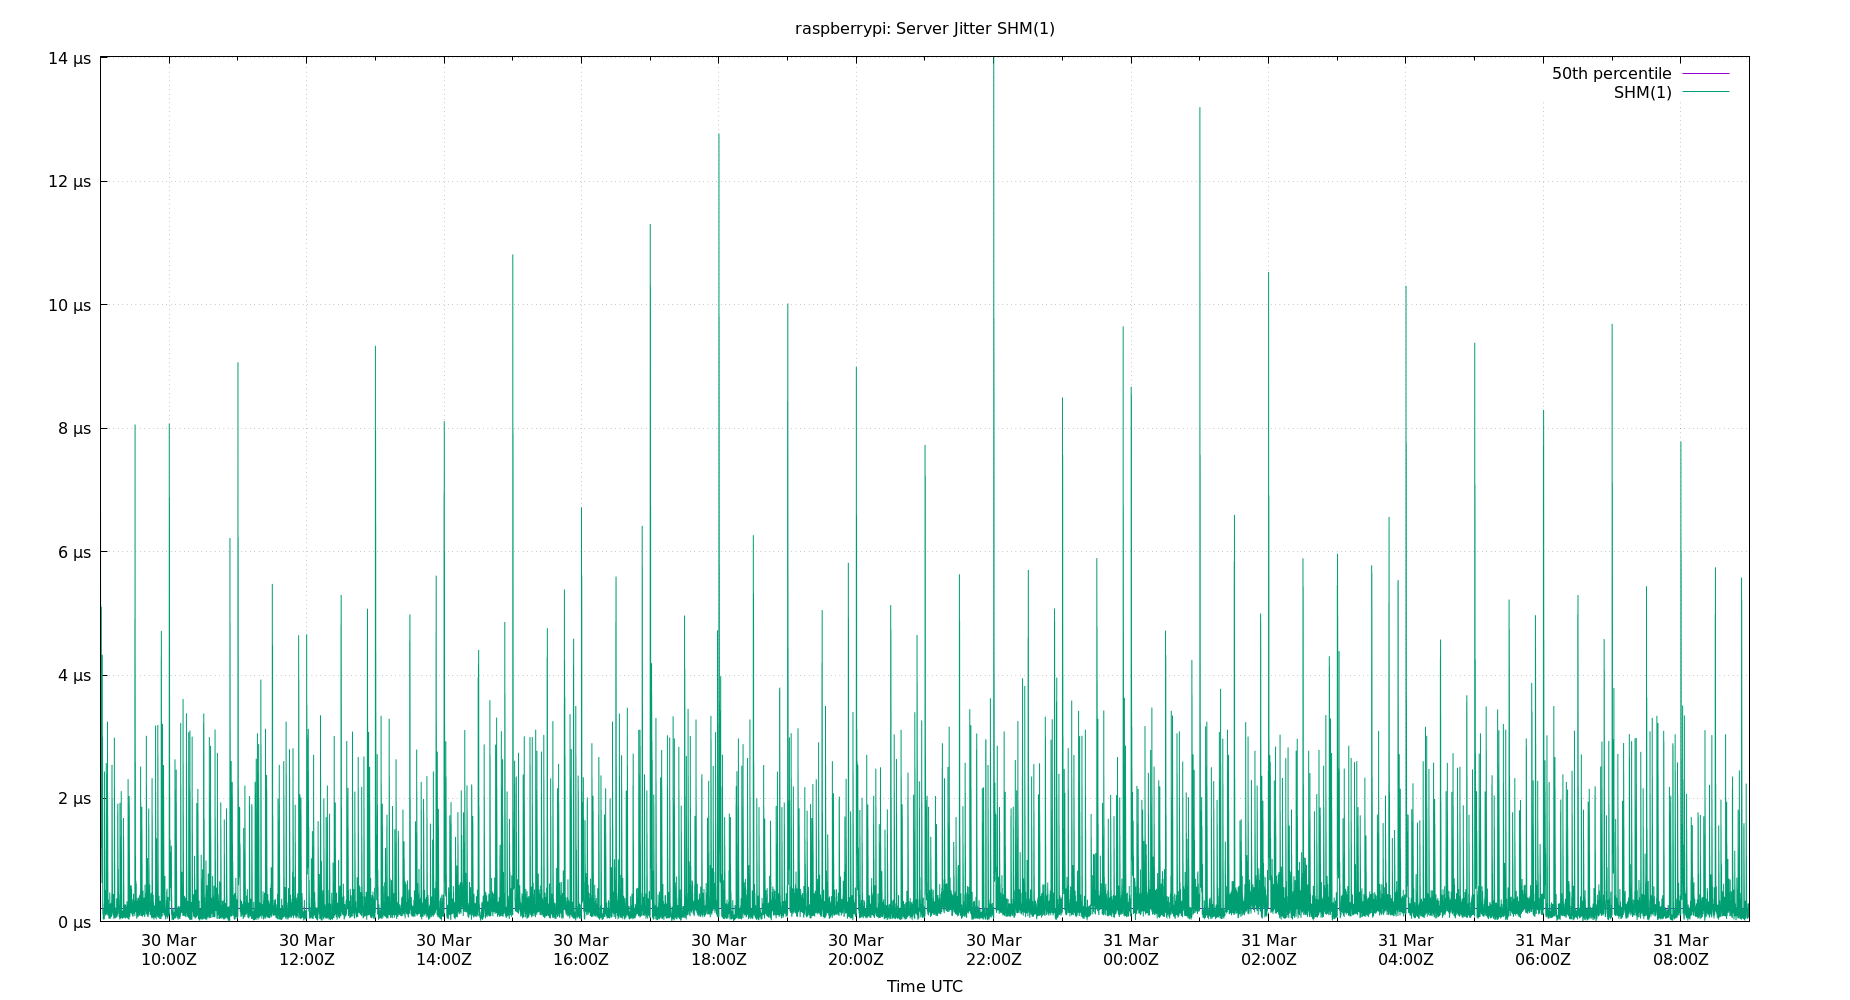 raspberrypi: Server Jitter SHM(1)
14 µs
50th percentile
SHM(1)
12 µs
10 µs
8 µs
6 µs
4 µs
2 µs
0 µs
30 Mar 30 Mar 30 Mar 30 Mar 30 Mar 30 Mar 30 Mar 31 Mar 31 Mar 31 Mar 31 Mar 31 Mar
10:00Z 12:00Z 14:00Z 16:00Z 18:00Z 20:00Z 22:00Z 00:00Z 02:00Z 04:00Z 06:00Z 08:00Z
Time UTC